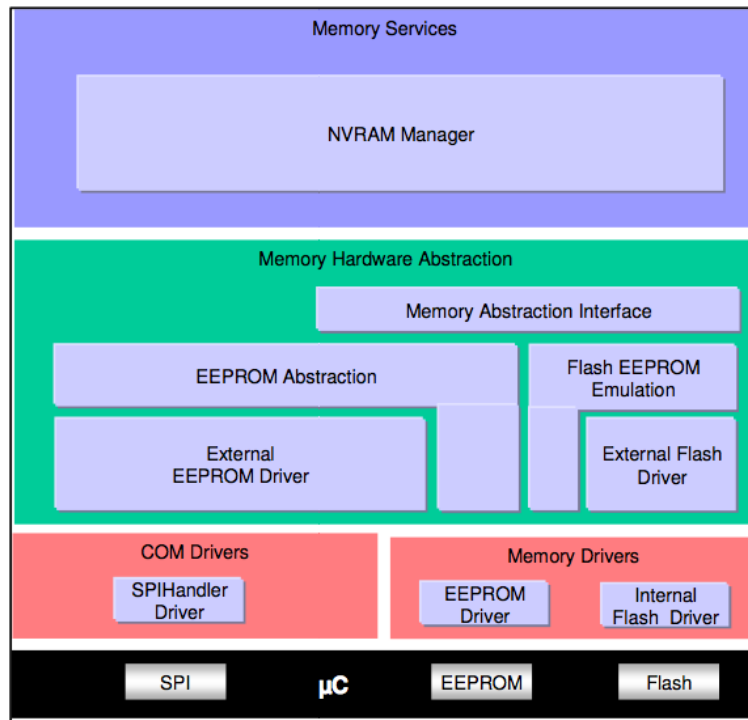 Memory Services
NVRAM Manager
Memory Hardware Abstraction
Memory Abstraction Interface
EEPROM Abstraction
Flash EEPROM
Emulation
External
EEPROM Driver
External Flash
Driver
COM Drivers
SPIHandler
Driver
Memory Drivers
EEPROM
Driver
Internal
Flash Driver
SPI
µC
EEPROM
Flash